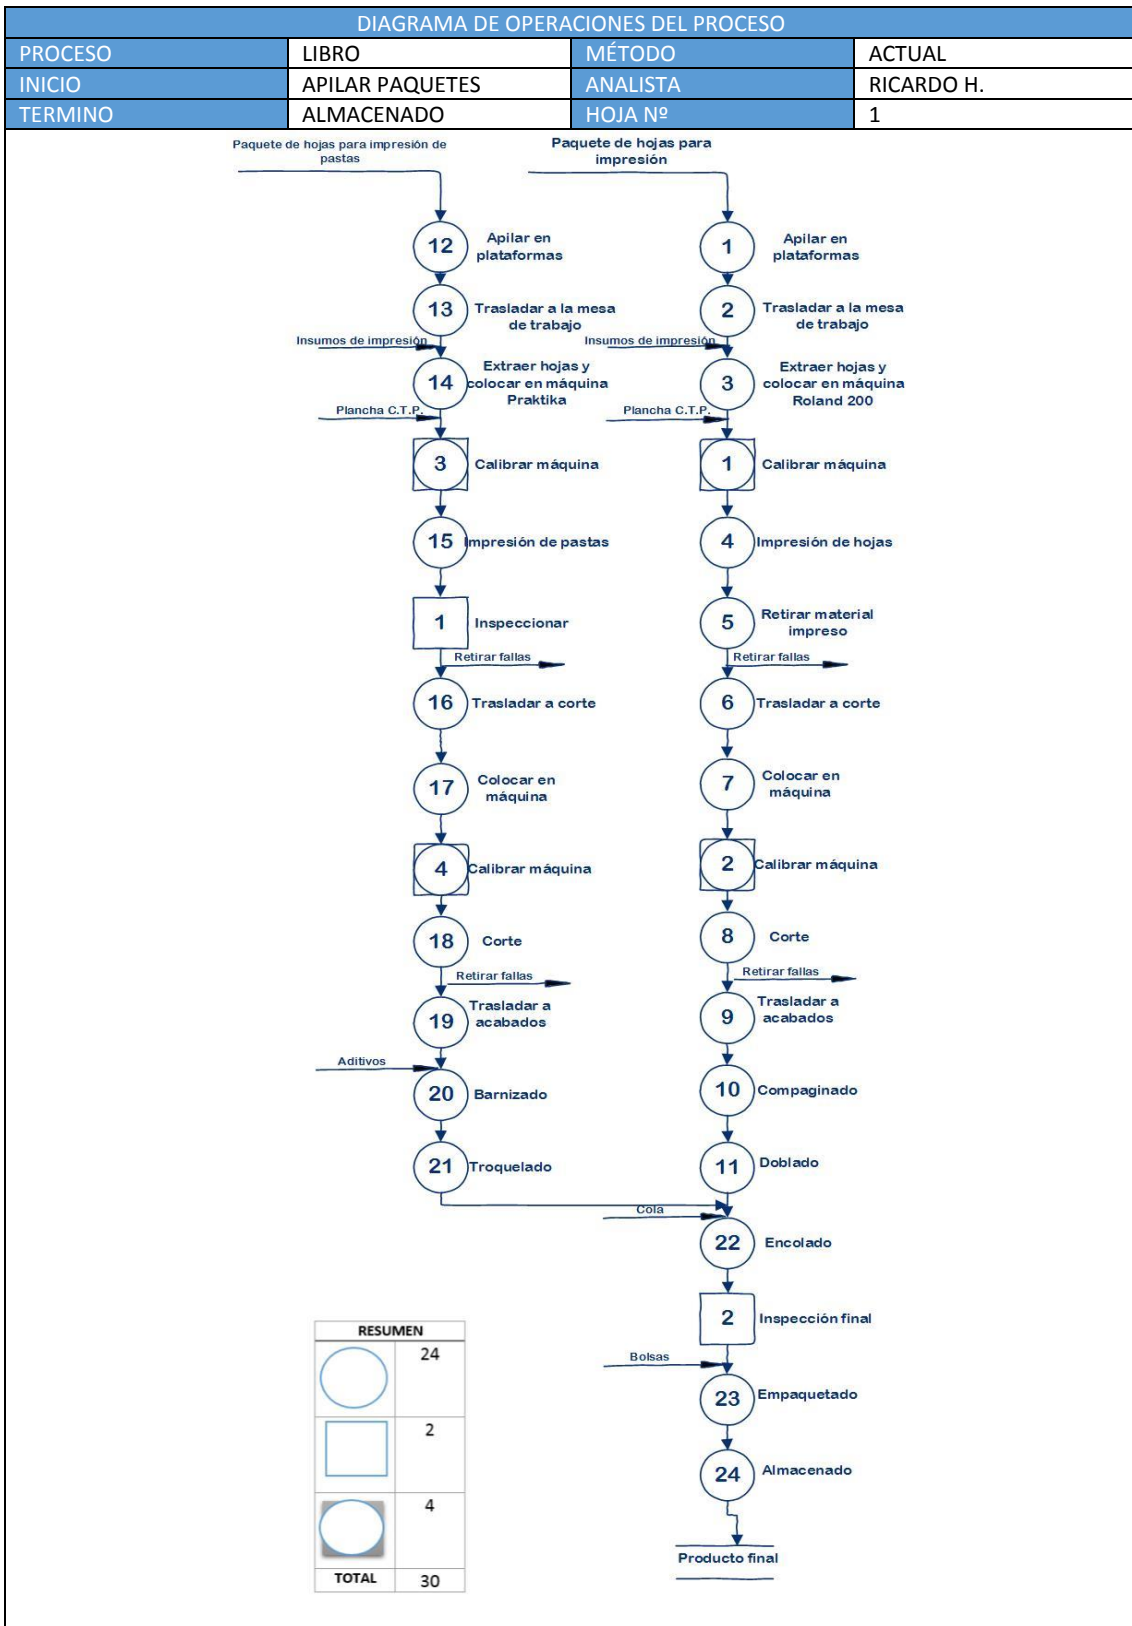 DIAGRAMA DE OPERACIONES DEL PROCESO
PROCESO LIBRO MÉTODO ACTUAL
INICIO APILAR PAQUETES ANALISTA RICARDO H.
TERMINO ALMACENADO HOJA Nº 1
Paquete de hojas para impresión de
pastas
12
Apilar en
plataformas
13
Trasladar a la mesa
de trabajo
Insumos de impresión
14
Extraer hojas y
colocar en máquina
Praktika
Plancha C.T.P.
3
Calibrar máquina
15
Impresión de pastas
1
Inspeccionar
Retirar fallas
16
Trasladar a corte
17
Colocar en
máquina
4
Calibrar máquina
18
Corte
Retirar fallas
19
Trasladar a
acabados
Aditivos
20
Barnizado
21
Troquelado
Paquete de hojas para
impresión
1
Apilar en
plataformas
2
Trasladar a la mesa
de trabajo
Insumos de impresión
3
Extraer hojas y
colocar en máquina
Roland 200
Plancha C.T.P.
1
Calibrar máquina
4
Impresión de hojas
5
Retirar material
impreso
Retirar fallas
6
Trasladar a corte
7
Colocar en
máquina
2
Calibrar máquina
8
Corte
Retirar fallas
9
Trasladar a
acabados
10
Compaginado
11
Doblado
Cola
22
Encolado
2
Inspección final
Bolsas
23
Empaquetado
24
Almacenado
Producto final
RESUMEN
24
2
4
TOTAL 30